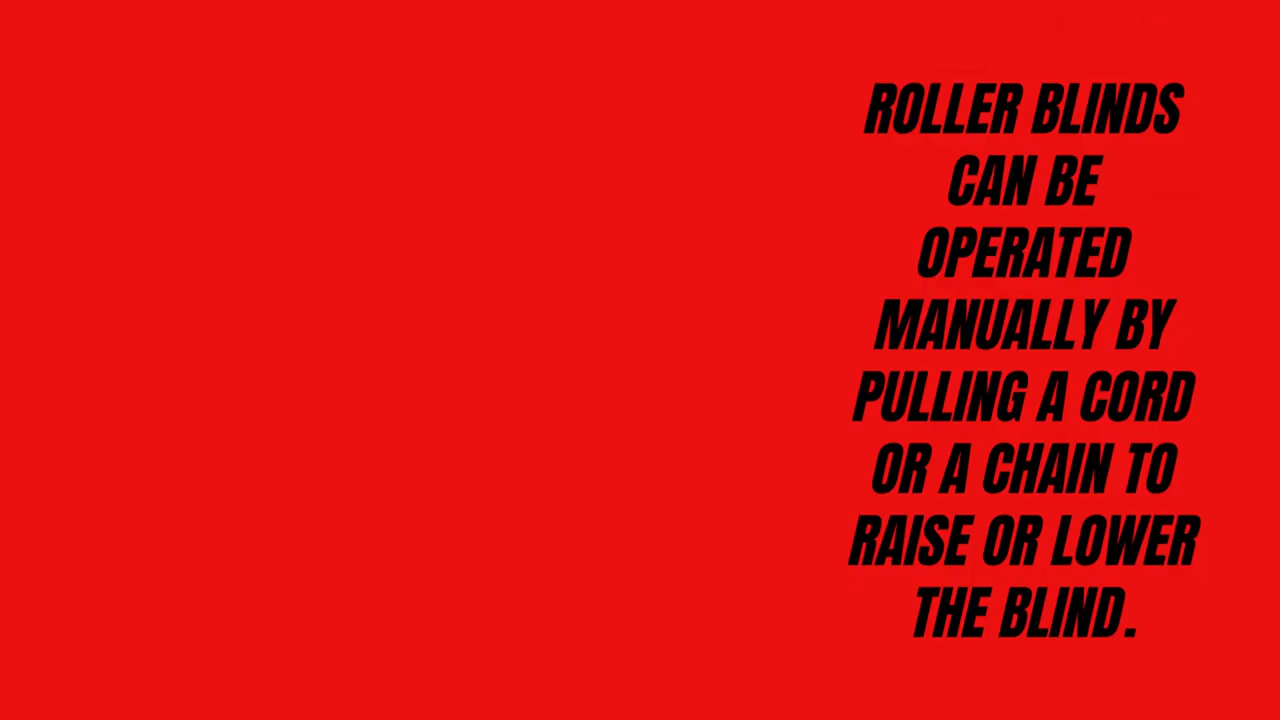 ROLLER BLINDS
CAN BE
OPERATED
MANUALLY BY
PULLING A CORD
OR A CHAIN TO
RAISE OR LOWER
THE BLIND.